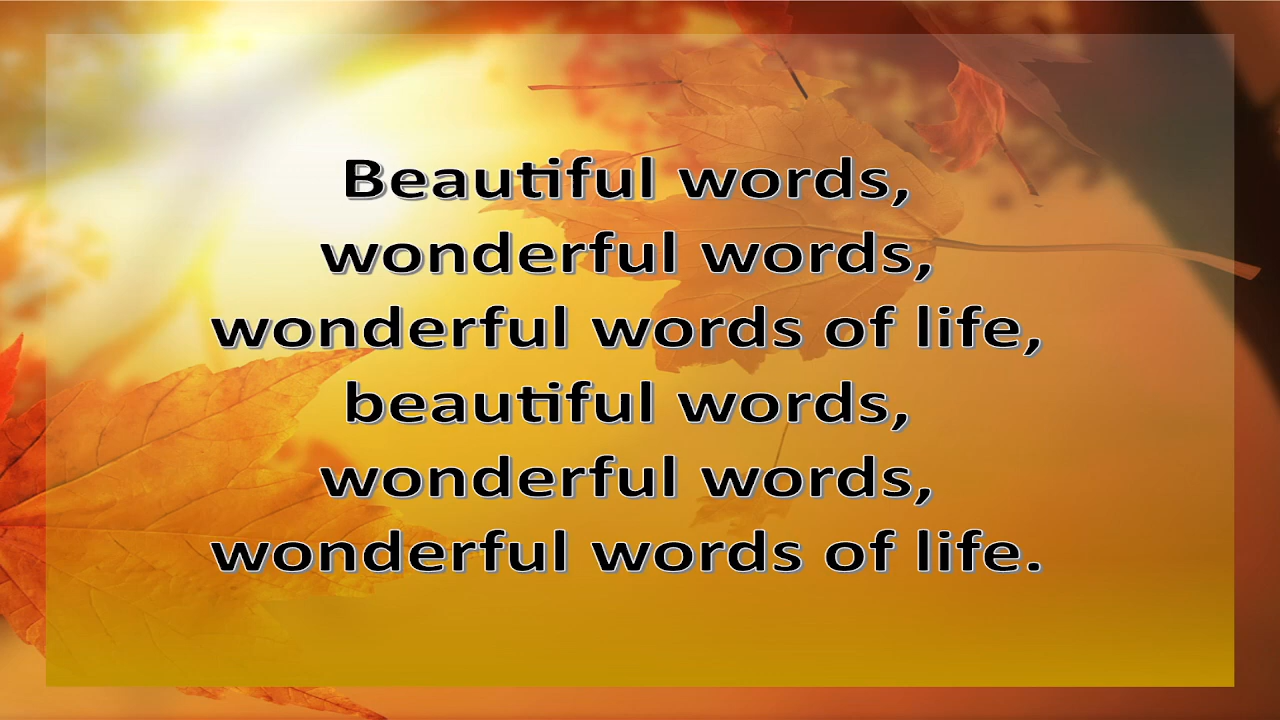 Beautiful words,
wonderful words,
wonderful words of life,
beautiful words,
wonderful words,
wonderful words of life.